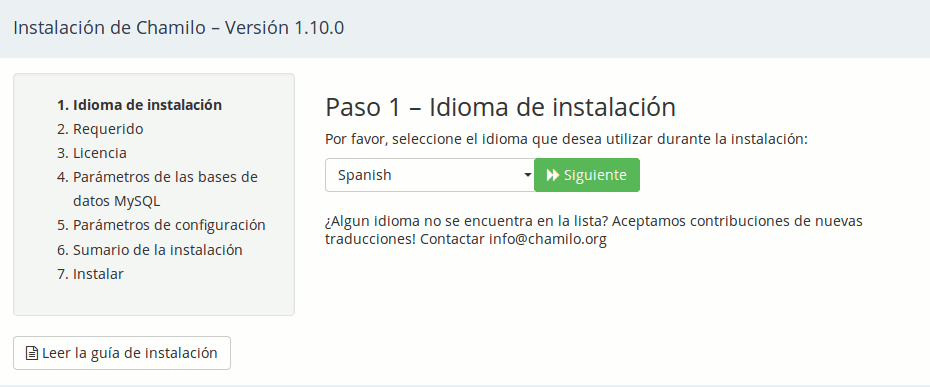 Instalación de Chamilo – Versión 1.10.0
1. Idioma de instalación
2. Requerido
3. Licencia
4. Parámetros de las bases de
datos MySQL
5. Parámetros de configuración
6. Sumario de la instalación
7. Instalar
Leer la guía de instalación
Paso 1 – Idioma de instalación
Por favor, seleccione el idioma que desea utilizar durante la instalación:
Spanish
Siguiente
¿Algun idioma no se encuentra en la lista? Aceptamos contribuciones de nuevas
traducciones! Contactar info@chamilo.org